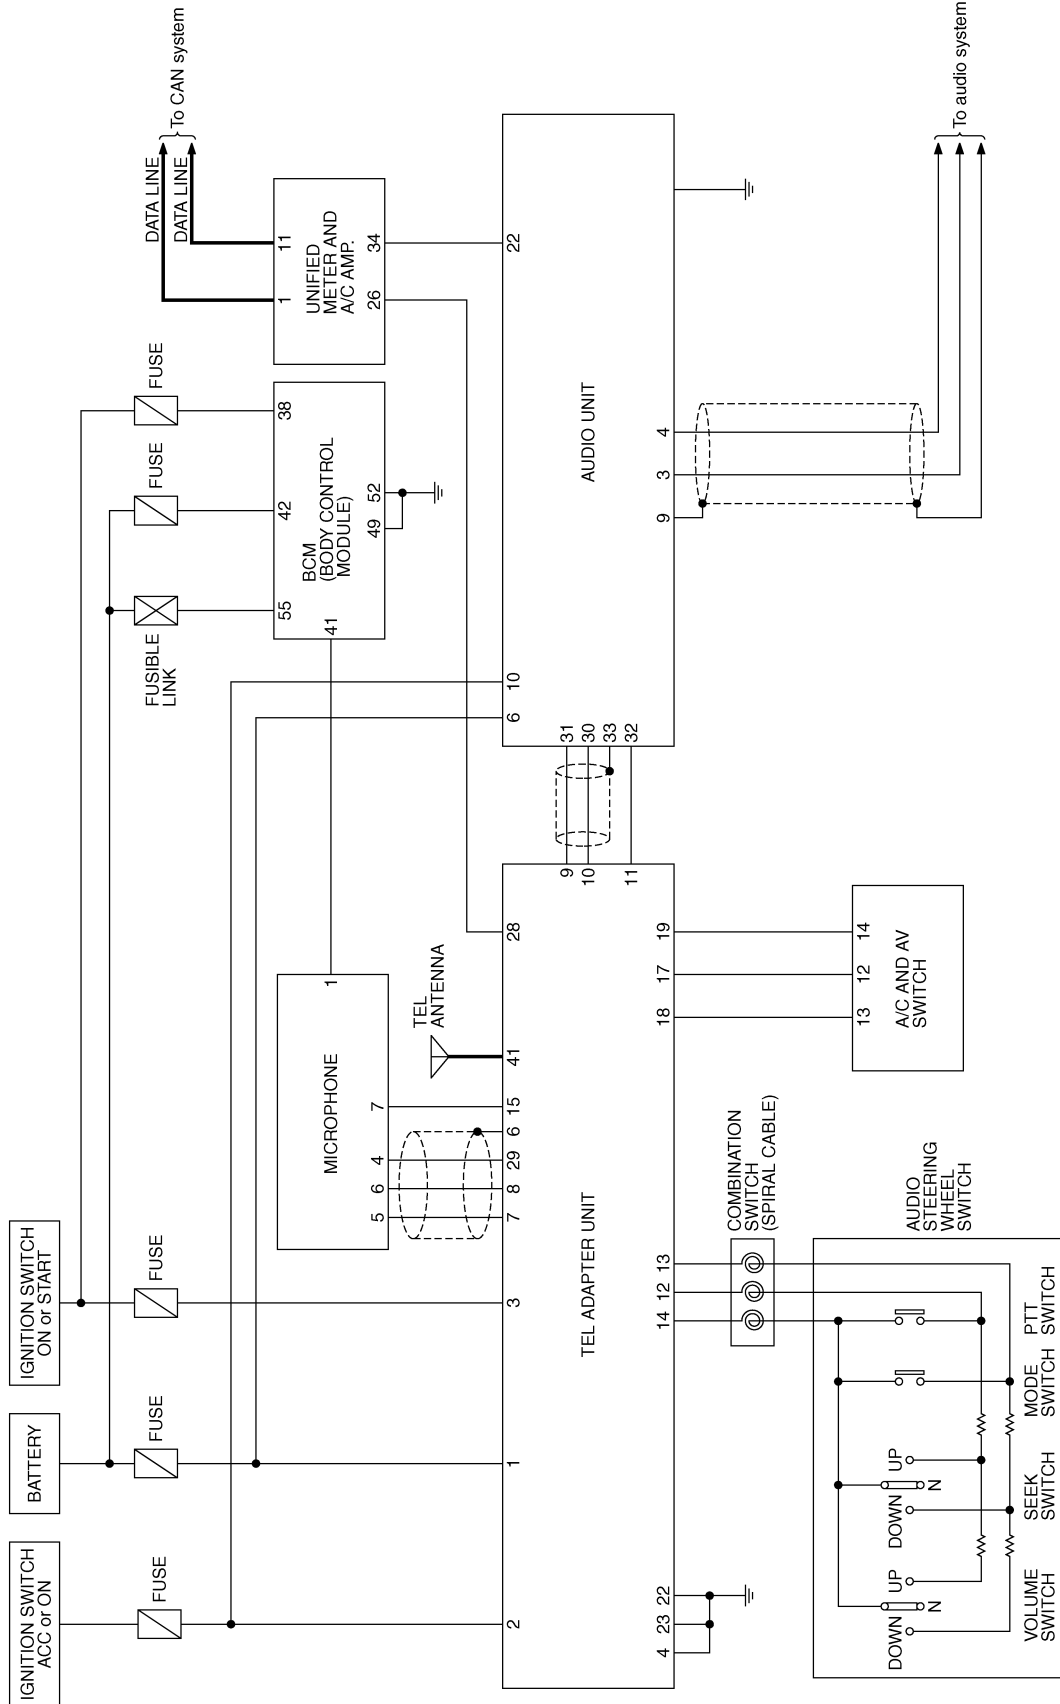 IGNITION SWITCH
ACC or ON
BATTERY
IGNITION SWITCH
ON or START
FUSE
FUSE
FUSE
FUSIBLE
LINK
FUSE
FUSE
DATA LINE
DATA LINE
To CAN system
55
42
38
41
BCM
(BODY CONTROL
MODULE)
49
52
1
11
UNIFIED
METER AND
A/C AMP.
26
34
MICROPHONE
1
5
6
4
7
TEL
ANTENNA
2
1
3
7
8
29
6
15
41
28
TEL ADAPTER UNIT
9
10
11
4
23
22
14
12
13
18
17
19
31
30
33
32
6
10
22
AUDIO UNIT
9
3
4
To audio system
COMBINATION
SWITCH
(SPIRAL CABLE)
13
12
14
A/C AND AV
SWITCH
AUDIO
STEERING
WHEEL
SWITCH
DOWN
UP
N
DOWN
UP
N
VOLUME
SWITCH
SEEK
SWITCH
MODE
SWITCH
PTT
SWITCH